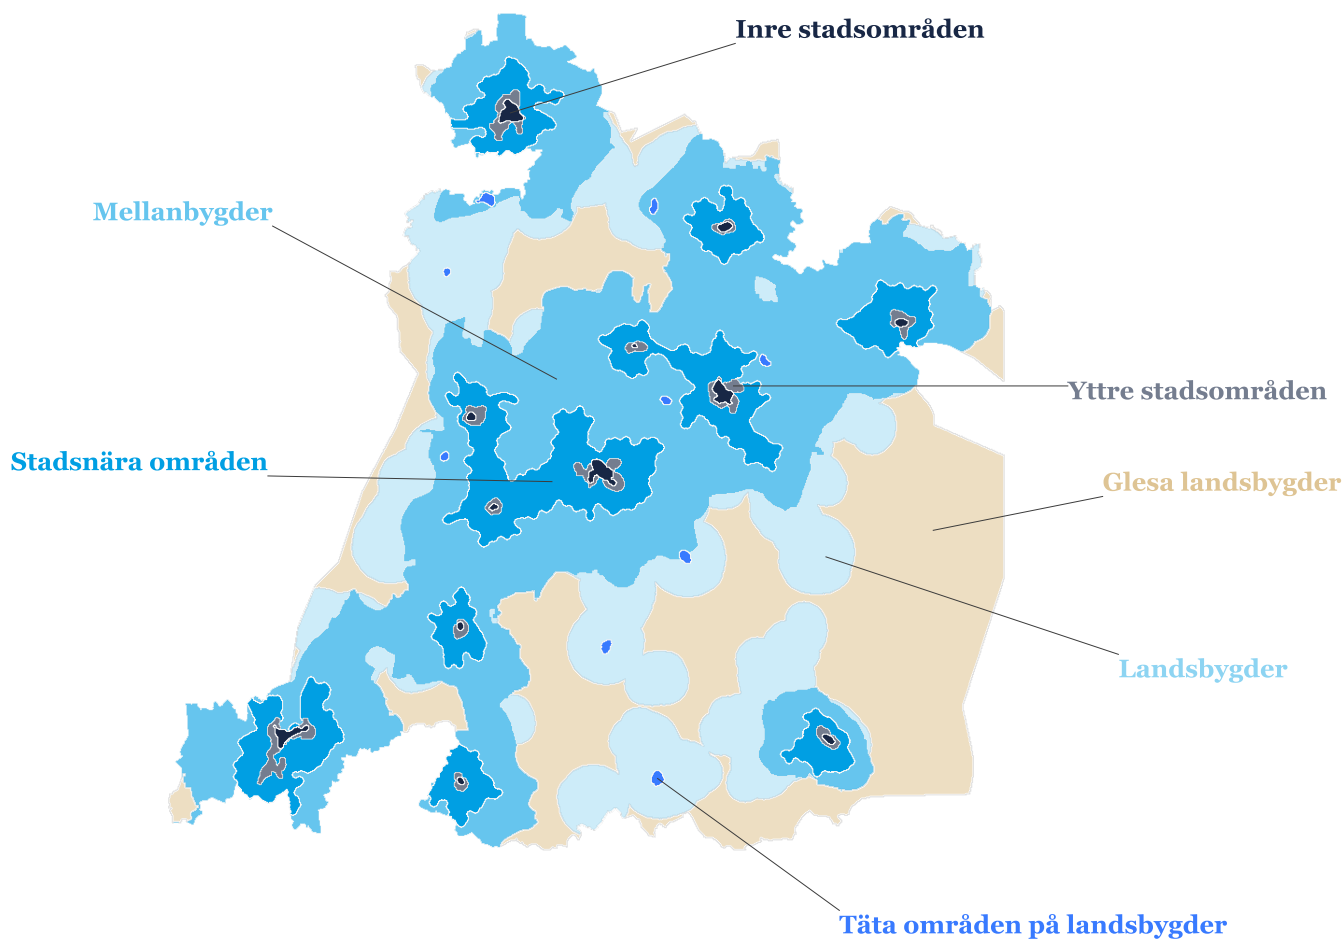 Inre stadsområden
Mellanbygder
Yttre stadsområden
Stadsnära områden
Glesa landsbygder
Landsbygder
Täta områden på landsbygder